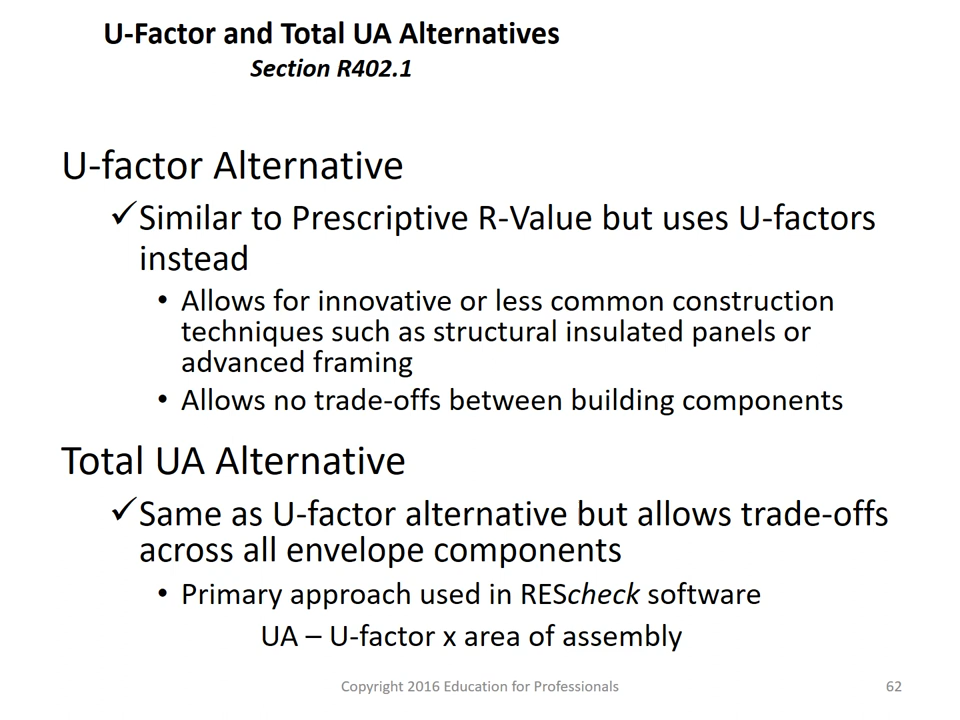 U-Factor and Total UA Alternatives
Section R402.1
U-factor Alternative
✓Similar to Prescriptive R-Value but uses U-factors
instead
• Allows for innovative or less common construction
techniques such as structural insulated panels or
advanced framing
• Allows no trade-offs between building components
Total UA Alternative
✓Same as U-factor alternative but allows trade-offs
across all envelope components
• Primary approach used in REScheck software
UA – U-factor x area of assembly
Copyright 2016 Education for Professionals
62